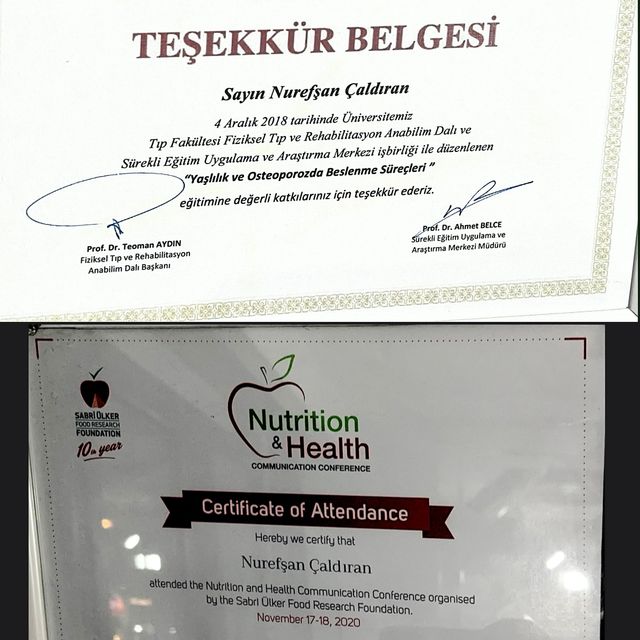 TEŞEKKÜR BELGESİ
Sayın Nurefşan Çaldıran
4 Aralık 2018 tarihinde Üniversitemiz
Tıp Fakültesi Fiziksel Tıp ve Rehabilitasyon Anabilim Dalı ve
Sürekli Eğitim Uygulama ve Araştırma Merkezi işbirliği ile düzenlenen
“Yaşlılık ve Osteoporozda Beslenme Süreçleri ”
eğitimine değerli katkılarınız için teşekkür ederiz.
Prof. Dr. Teoman AYDIN
Fiziksel Tıp ve Rehabilitasyon
Anabilim Dalı Başkanı
Prof. Dr. Ahmet BELCE
Sürekli Eğitim Uygulama ve
Araştırma Merkezi Müdürü
SABRİ ÜLKER
FOOD RESEARCH
FOUNDATION
10th year
Nutrition
& Health
COMMUNICATION CONFERENCE
Certificate of Attendance
Hereby we certify that
Nurefşan Çaldıran
attended the Nutrition and Health Communication Conference organised
by the Sabri Ülker Food Research Foundation.
November 17-18, 2020